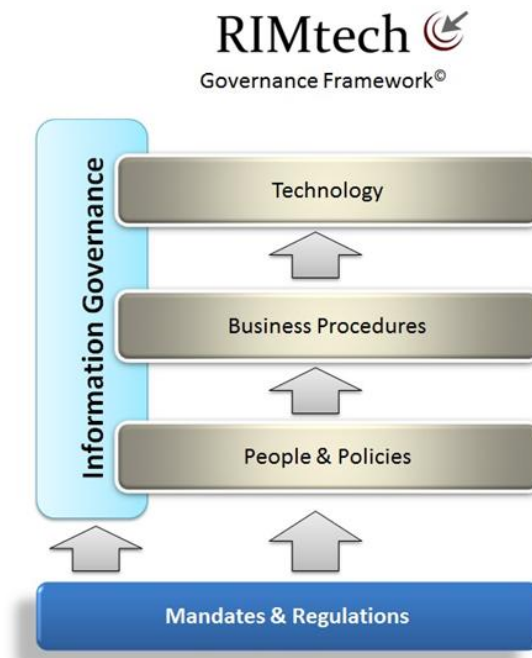 RIMtech
Governance Framework©
Information Governance
Technology
Business Procedures
People & Policies
Mandates & Regulations